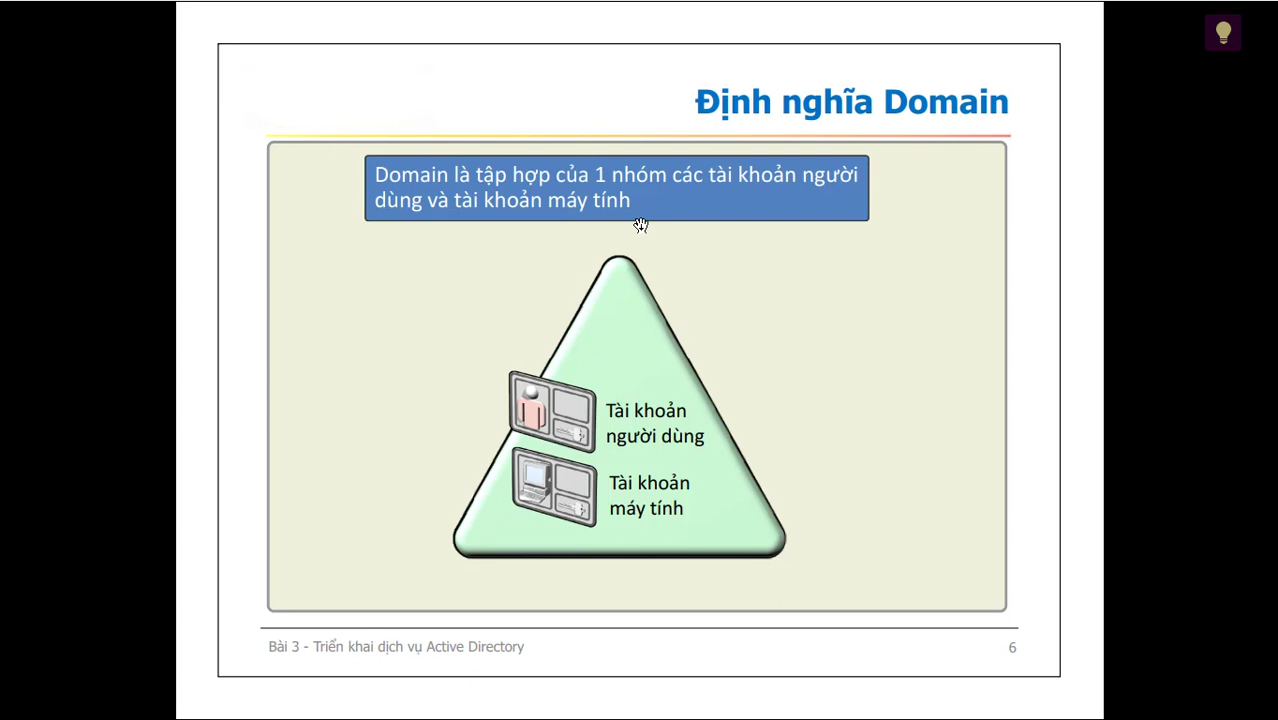 Định nghĩa Domain
Domain là tập hợp của 1 nhóm các tài khoản người
dùng và tài khoản máy tính
Tài khoản
người dùng
Tài khoản
máy tính
Bài 3 - Triển khai dịch vụ Active Directory
6